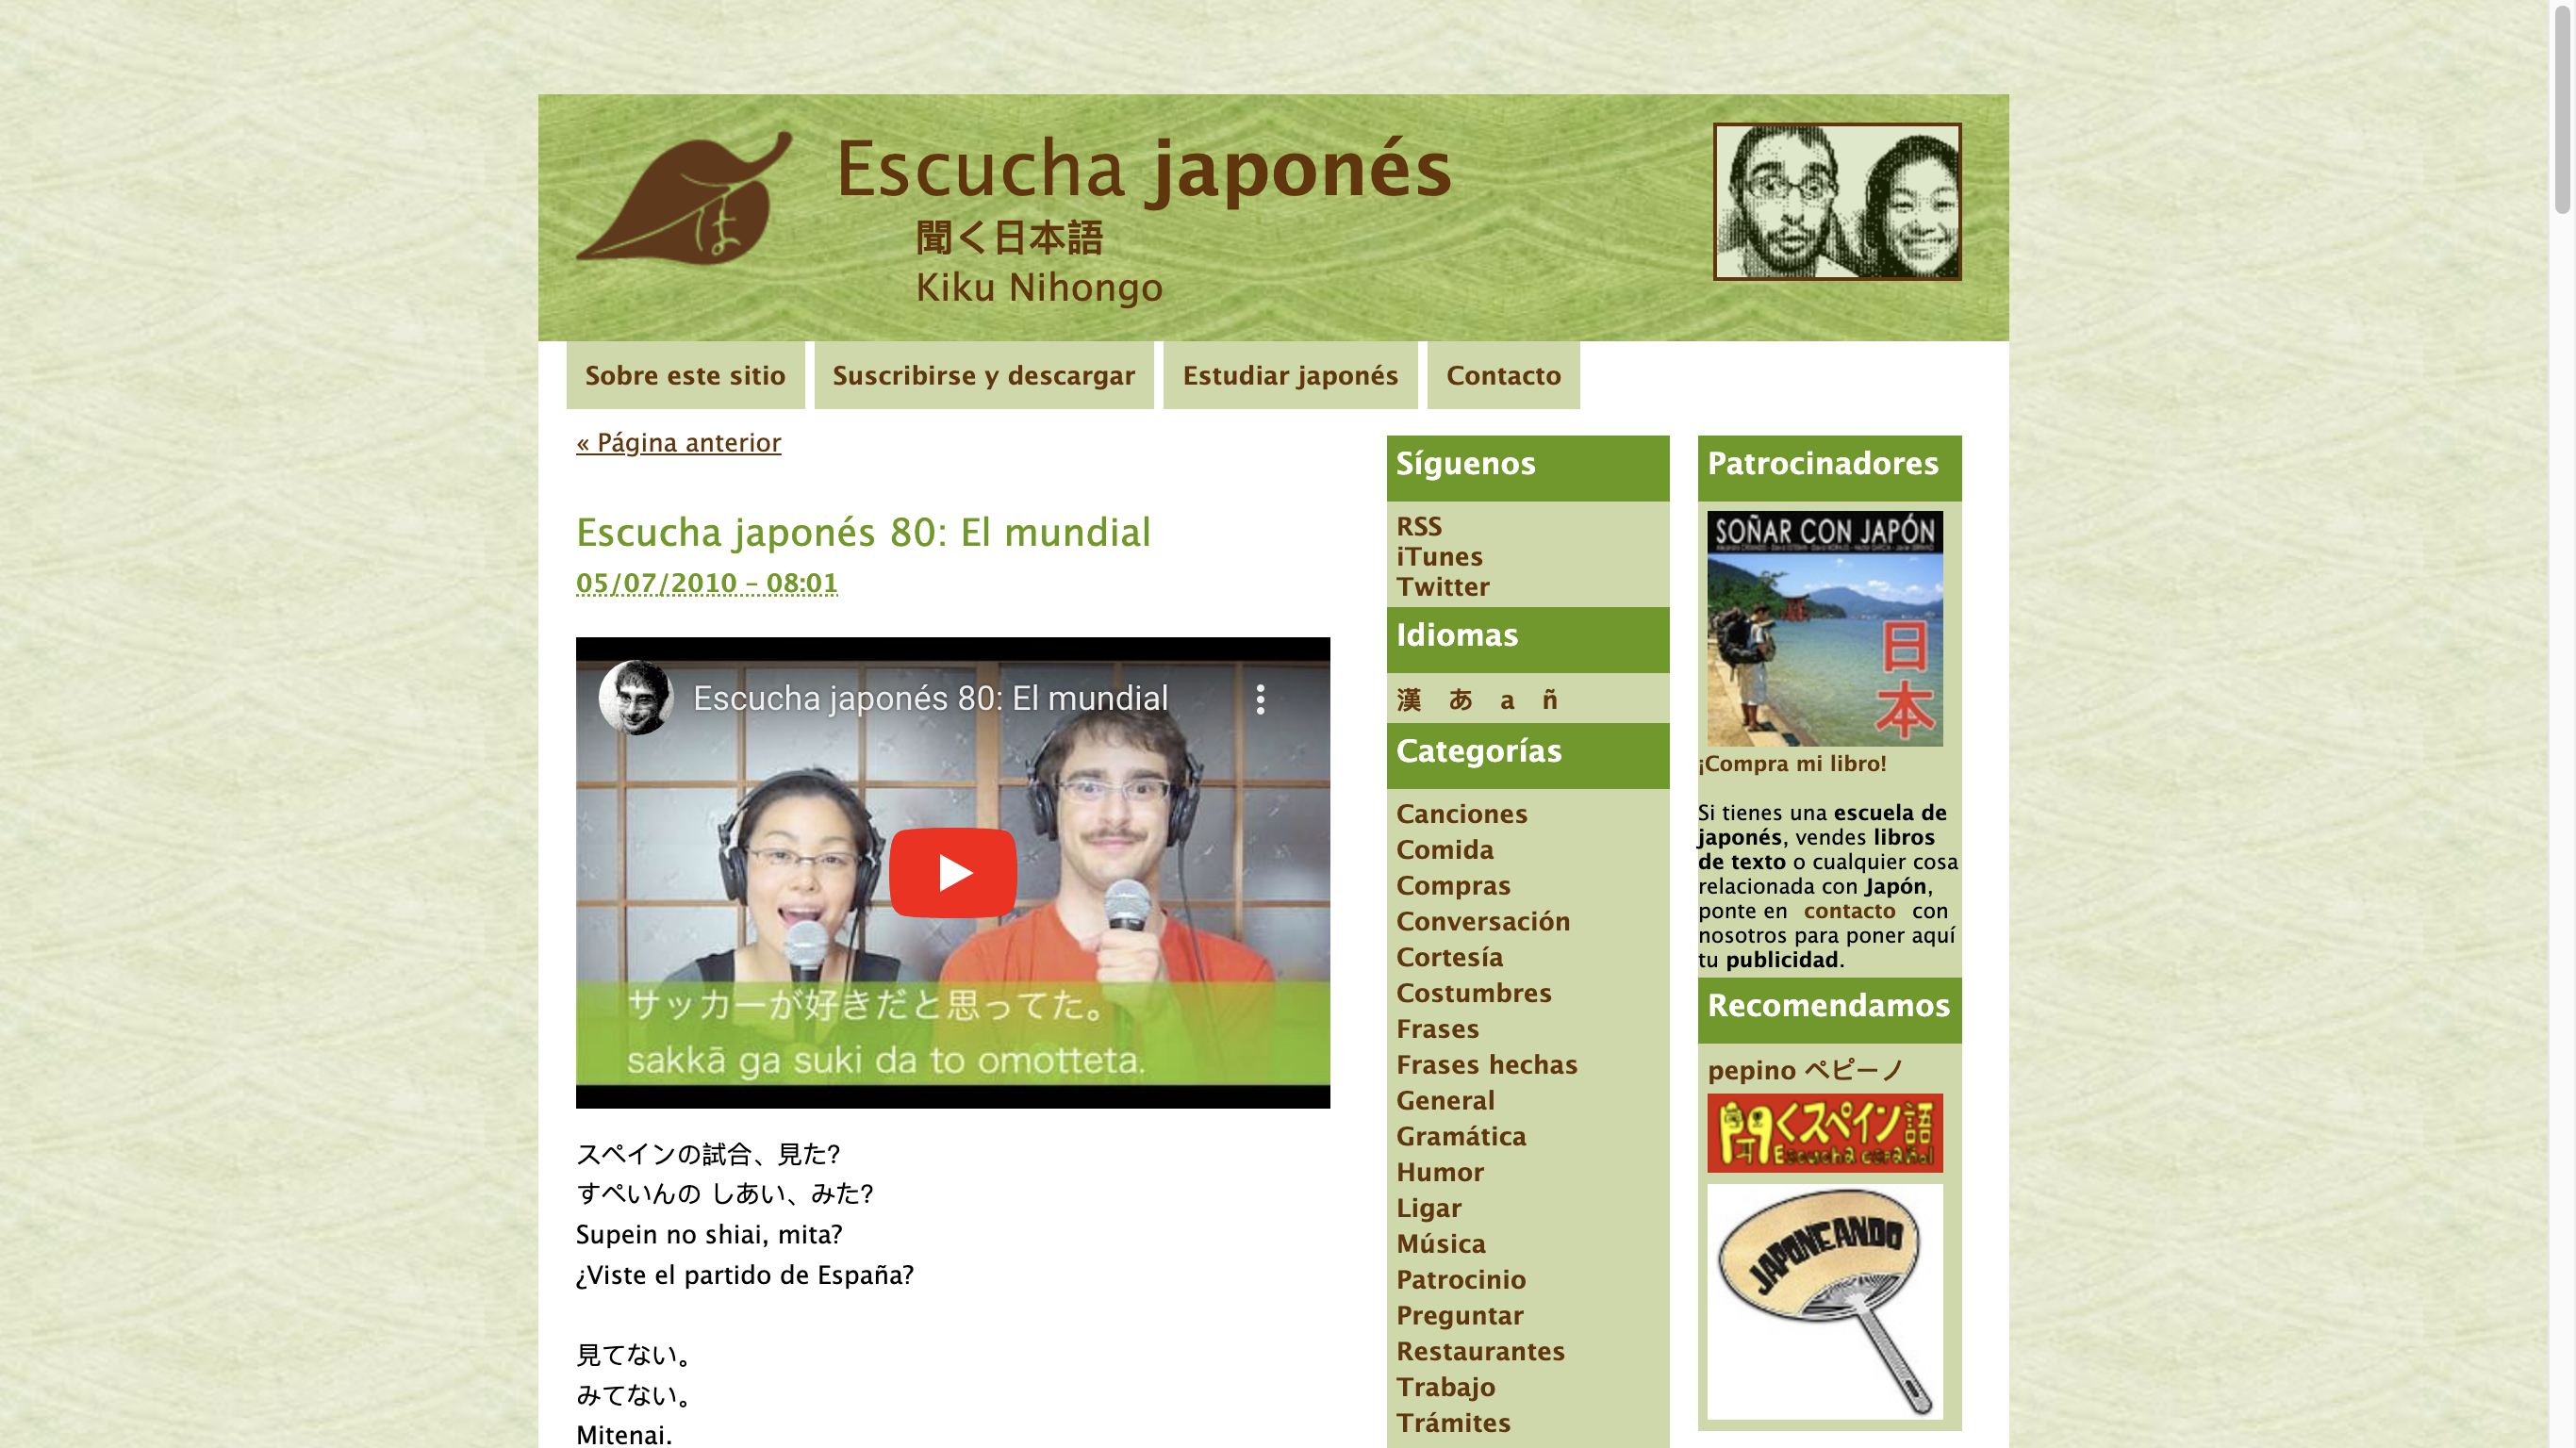 Escucha japonés
聞く日本語
Kiku Nihongo
Sobre este sitio
Suscribirse y descargar
Estudiar japonés
Contacto
« Página anterior
Escucha japonés 80: El mundial
05/07/2010 – 08:01
Escucha japonés 80: El mundial
サッカーが好きだと思ってた。
sakkā ga suki da to omotteta.
スペインの試合、見た?
すぺいんの しあい、みた?
Supein no shiai, mita?
¿Viste el partido de España?
見てない。
みてない。
Mitenai.
Síguenos
RSS
iTunes
Twitter
Idiomas
漢 あ a ñ
Categorías
Canciones
Comida
Compras
Conversación
Cortesía
Costumbres
Frases
Frases hechas
General
Gramática
Humor
Ligar
Música
Patrocinio
Preguntar
Restaurantes
Trabajo
Trámites
Patrocinadores
SOÑAR CON JAPÓN
日本
¡Compra mi libro!
Si tienes una escuela de
japonés, vendes libros
de texto o cualquier cosa
relacionada con Japón,
ponte en contacto con
nosotros para poner aquí
tu publicidad.
Recomendamos
pepino ペピーノ
聞くスペイン語
Escucha español
JAPONEANDO